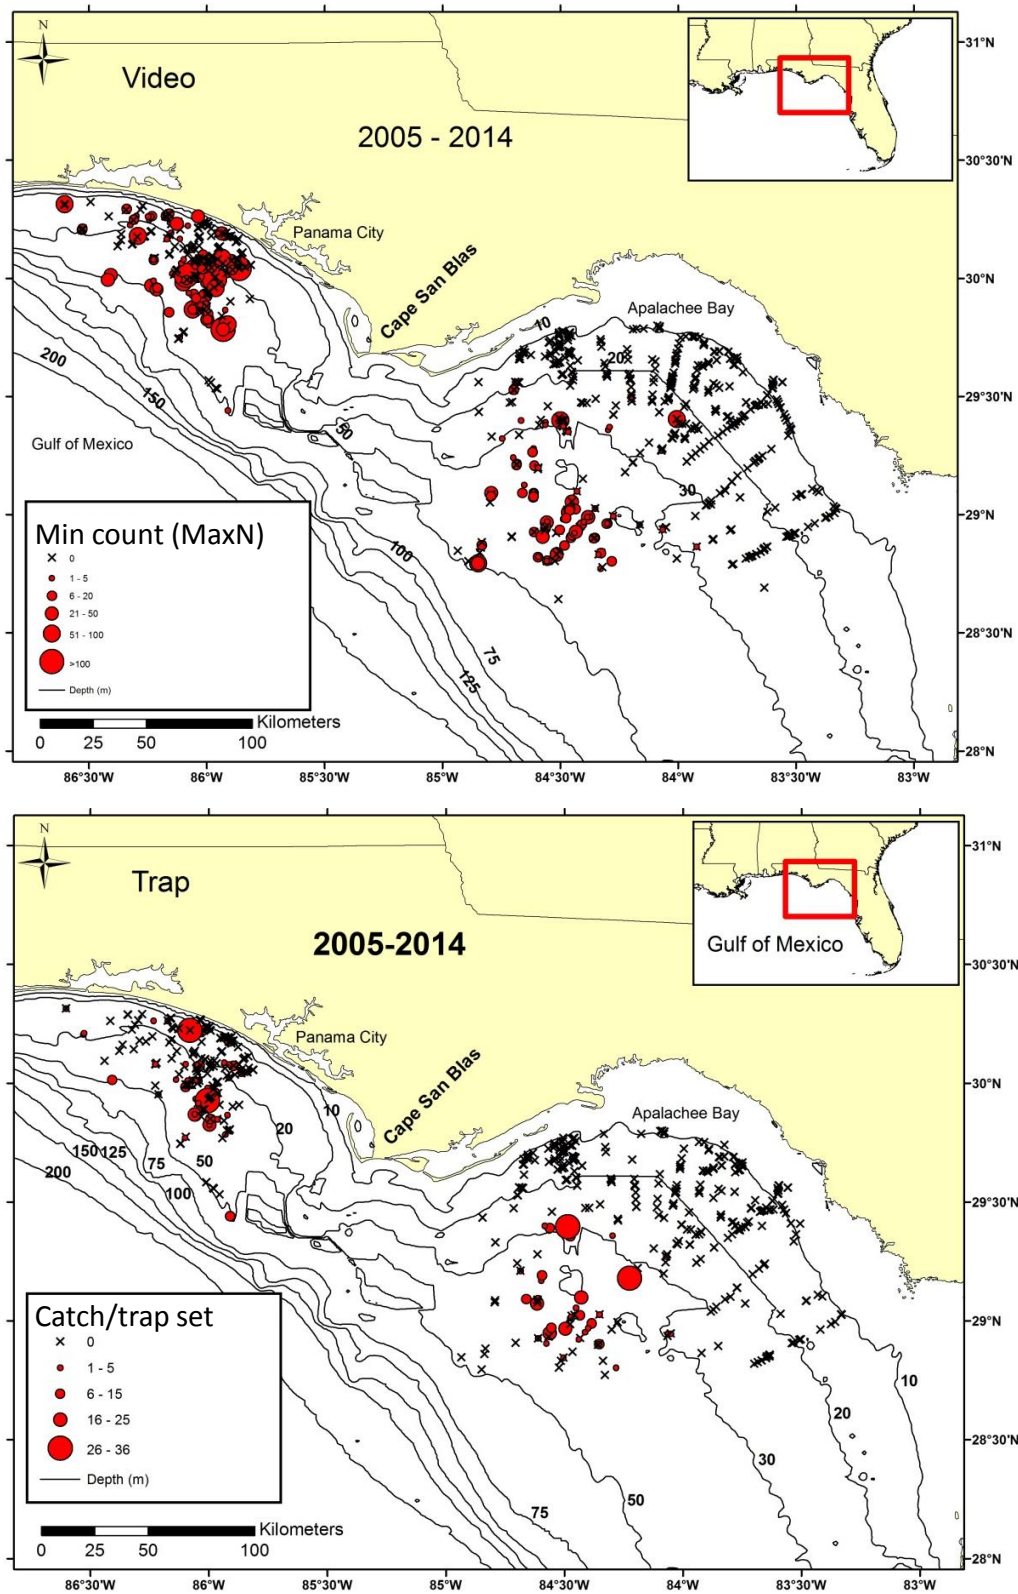 N
Video
2005 - 2014
31°N
30°30'N
Panama City
Cape San Blas
Apalachee Bay
30°N
10
20
200
150
50
29°30'N
Gulf of Mexico
30
29°N
100
75
125
28°30'N
28°N
Min count (MaxN)
0
1 - 5
6 - 20
21 - 50
51 - 100
>100
Depth (m)
Kilometers
0 25 50 100
86°30'W 86°W 85°30'W 85°W 84°30'W 84°W 83°30'W 83°W
N
Trap
2005-2014
Gulf of Mexico
31°N
30°30'N
Panama City
Cape San Blas
Apalachee Bay
30°N
10
20
150 125
200
75
50
100
29°30'N
29°N
10
20
30
50
75
28°30'N
28°N
Catch/trap set
0
1 - 5
6 - 15
16 - 25
26 - 36
Depth (m)
Kilometers
0 25 50 100
86°30'W 86°W 85°30'W 85°W 84°30'W 84°W 83°30'W 83°W